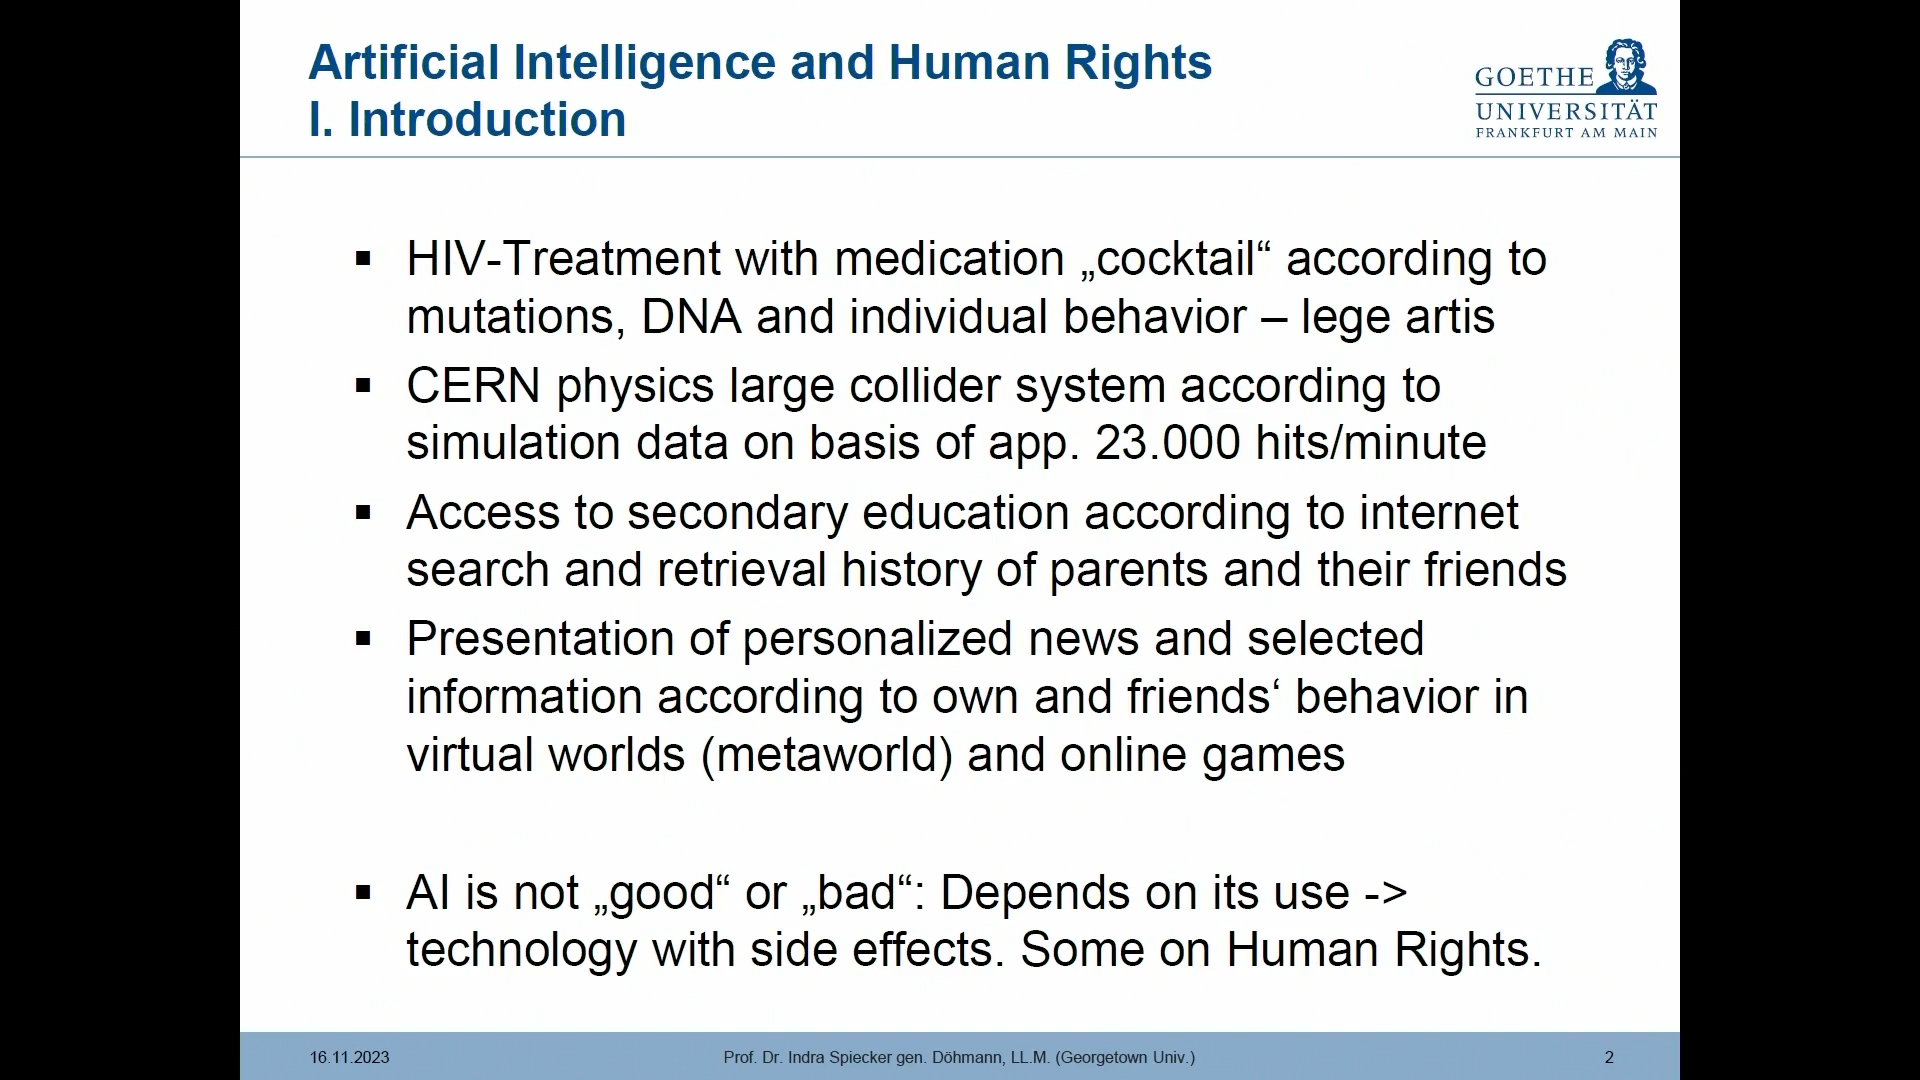 Artificial Intelligence and Human Rights
I. Introduction
GOETHE
UNIVERSITÄT
FRANKFURT AM MAIN
▪ HIV-Treatment with medication „cocktail“ according to
mutations, DNA and individual behavior – lege artis
▪ CERN physics large collider system according to
simulation data on basis of app. 23.000 hits/minute
▪ Access to secondary education according to internet
search and retrieval history of parents and their friends
▪ Presentation of personalized news and selected
information according to own and friends‘ behavior in
virtual worlds (metaworld) and online games
▪ AI is not „good“ or „bad“: Depends on its use ->
technology with side effects. Some on Human Rights.
16.11.2023
Prof. Dr. Indra Spiecker gen. Döhmann, LL.M. (Georgetown Univ.)
2